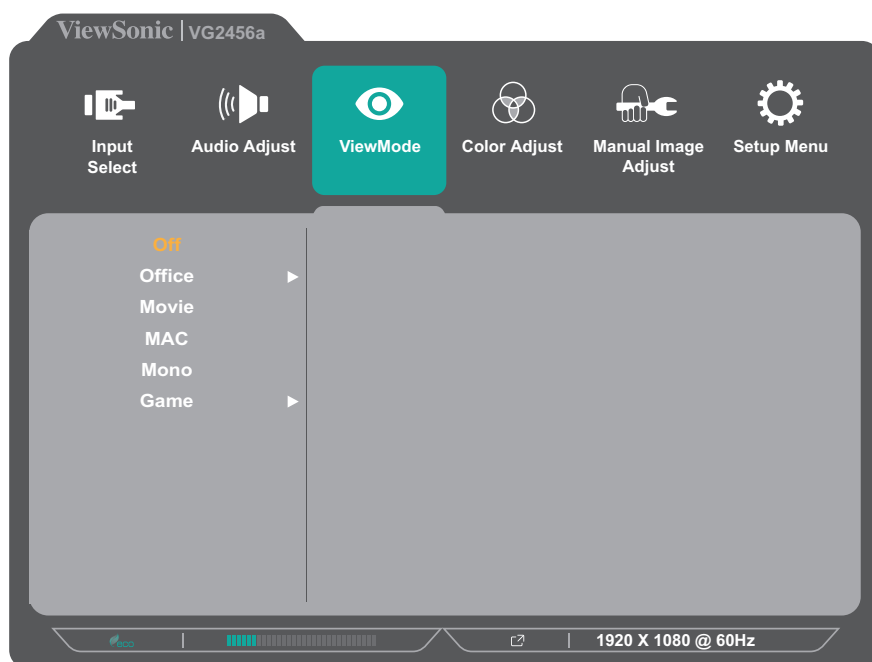 ViewSonic | VG2456a
Input Select
Audio Adjust
ViewMode
Color Adjust
Manual Image Adjust
Setup Menu
Off
Office ►
Movie
MAC
Mono
Game ►
eco
1920 X 1080 @ 60Hz